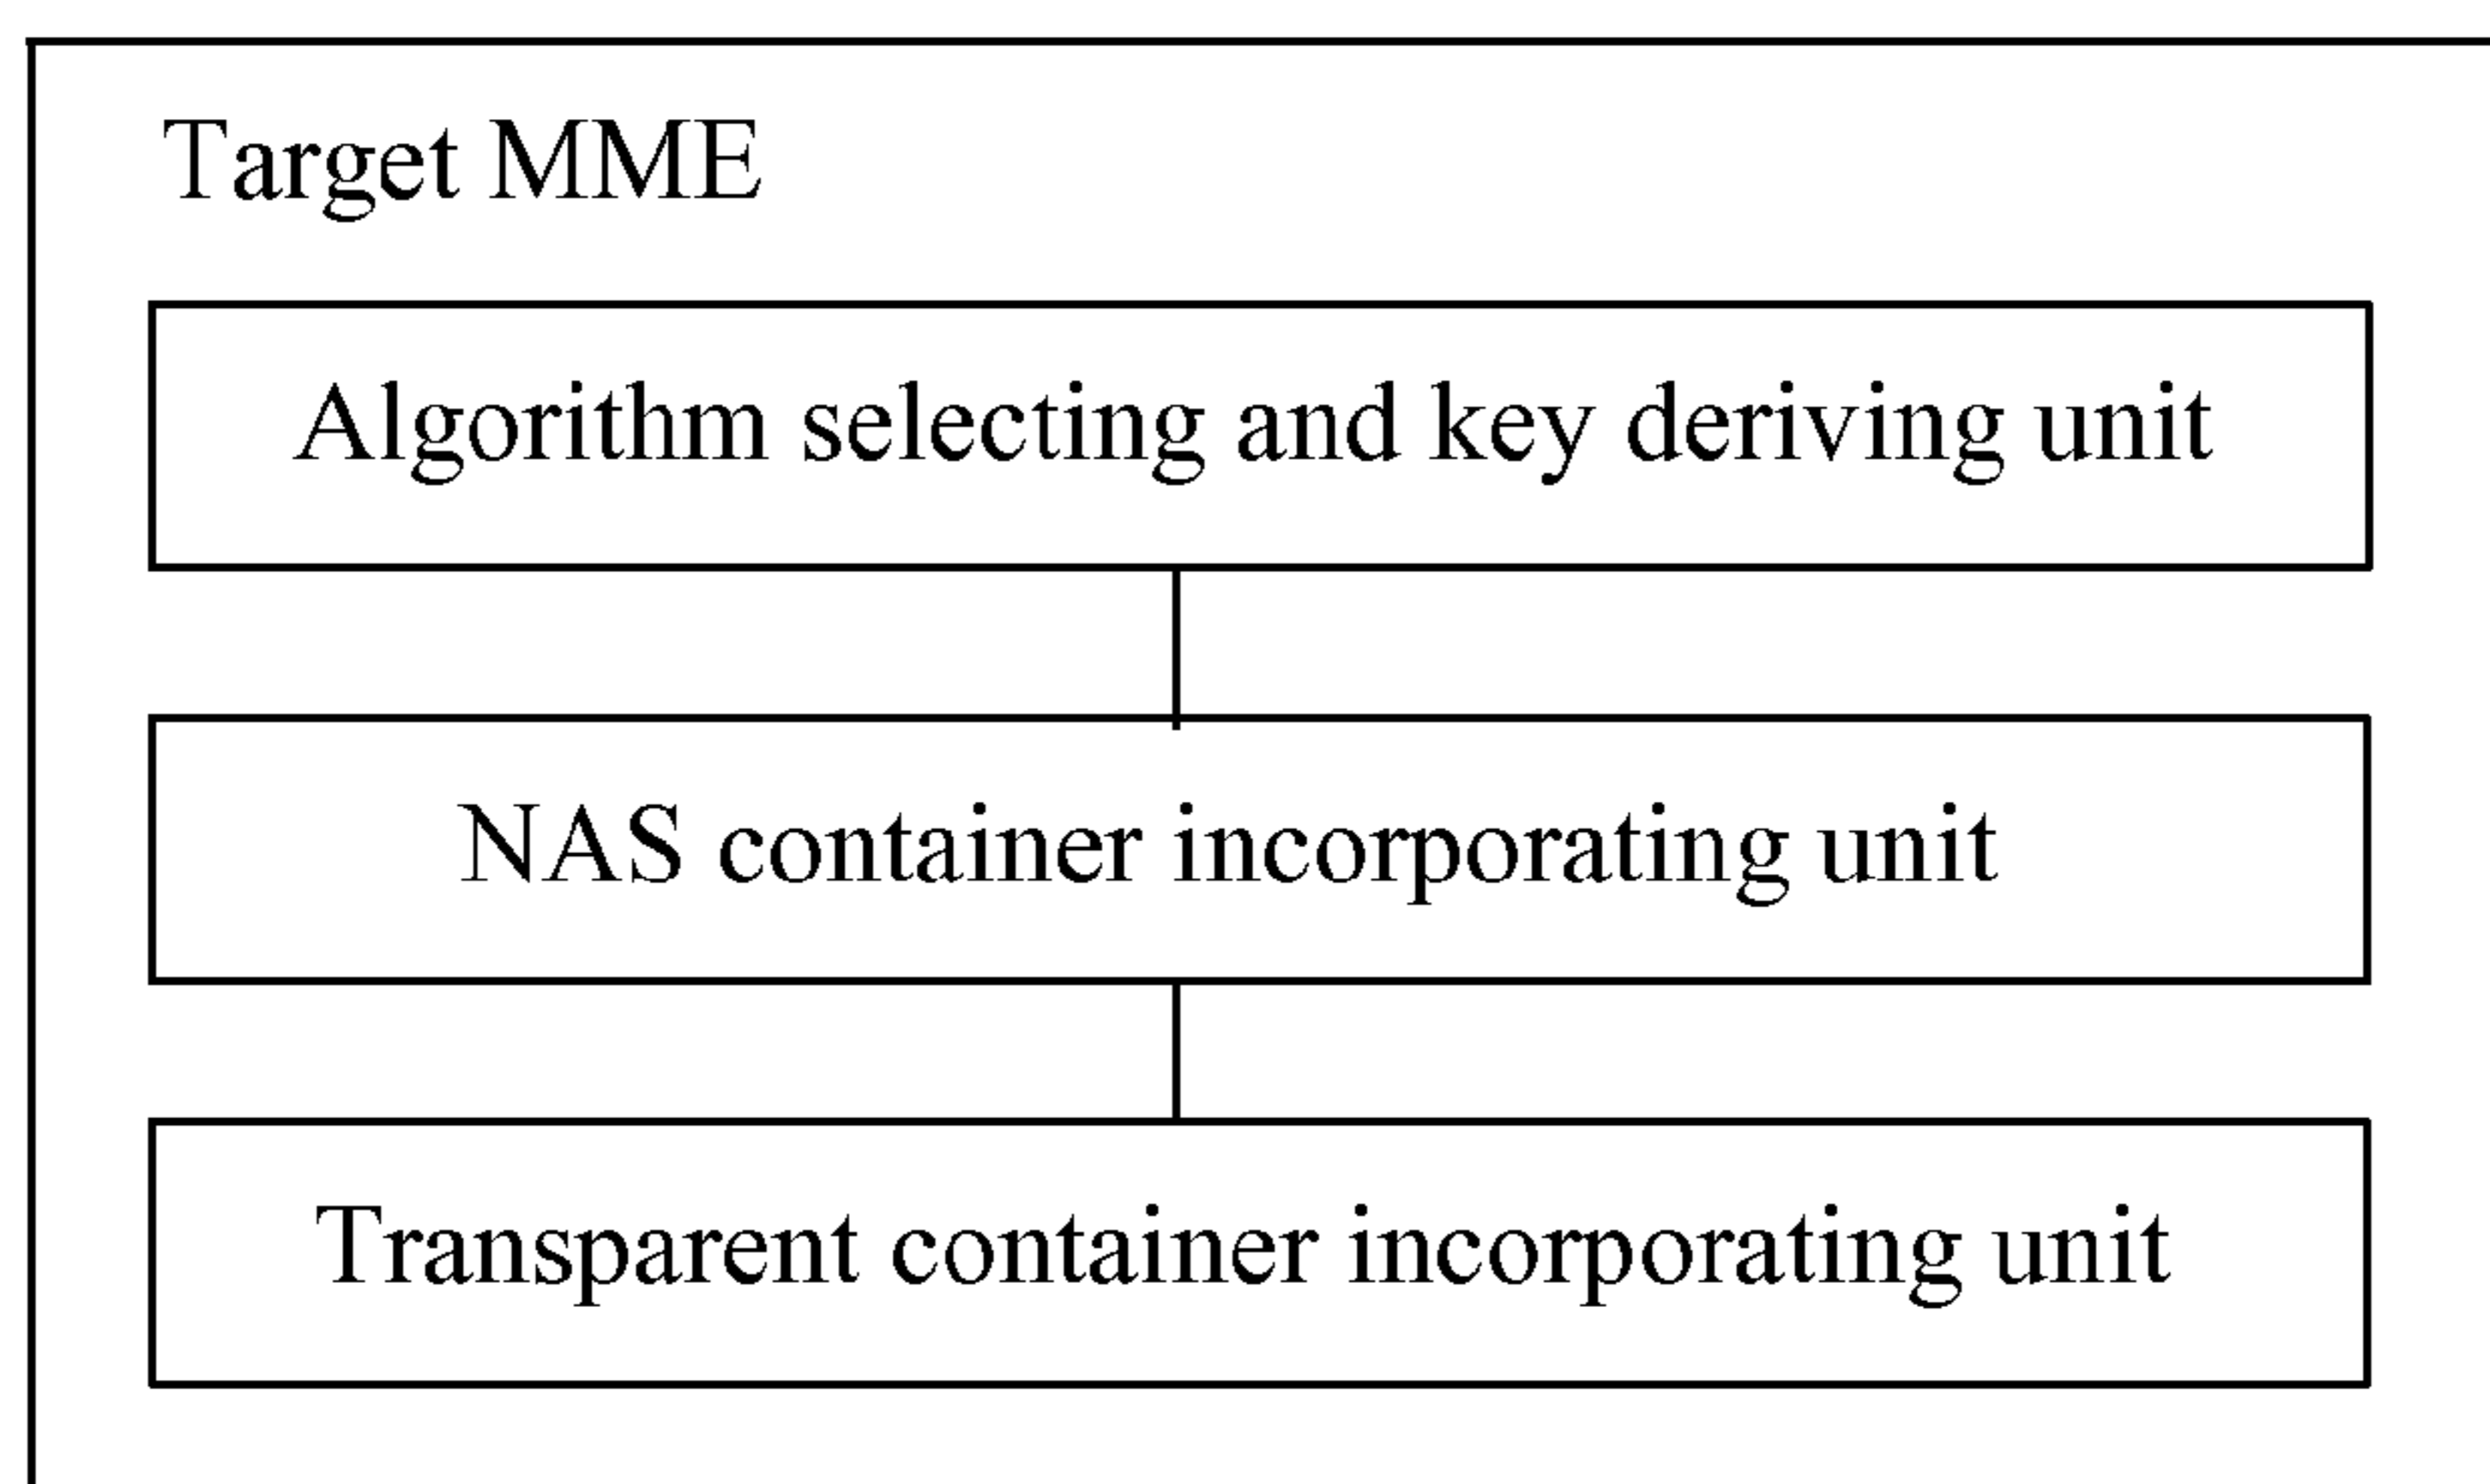 Target MME
Algorithm selecting and key deriving unit
NAS container incorporating unit
Transparent container incorporating unit